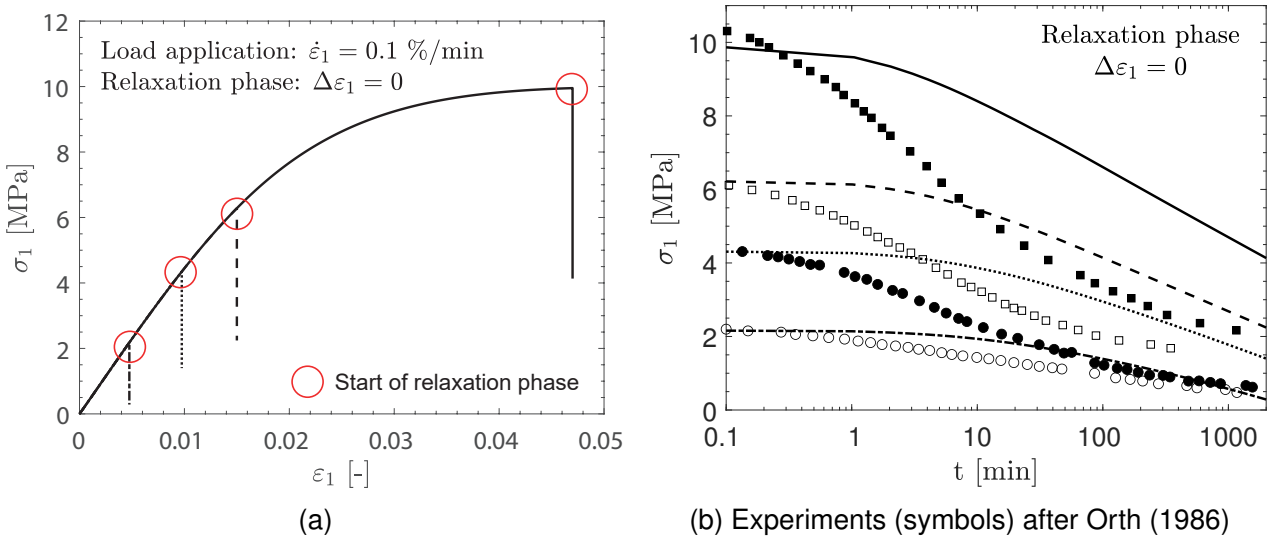 12
10
8
6
4
2
0
σ₁ [MPa]
Load application: ε̇₁ = 0.1 %/min
Relaxation phase: Δε₁ = 0
Start of relaxation phase
0 0.01 0.02 0.03 0.04 0.05
ε₁ [-]
(a)
10
8
6
4
2
0
σ₁ [MPa]
Relaxation phase
Δε₁ = 0
0.1 1 10 100 1000
t [min]
(b) Experiments (symbols) after Orth (1986)